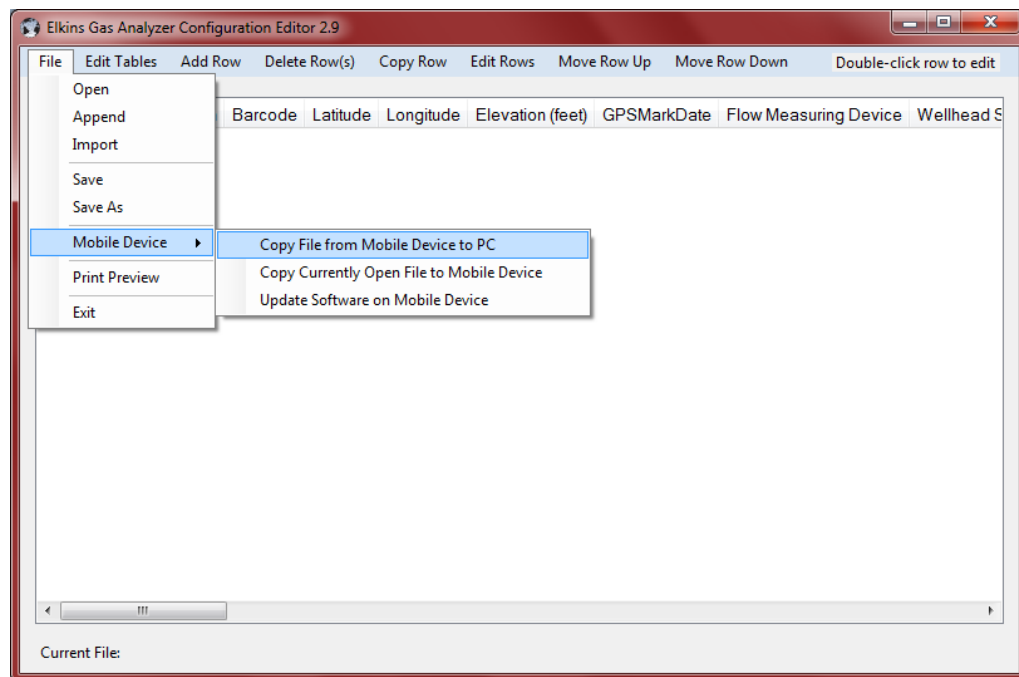 Elkins Gas Analyzer Configuration Editor 2.9
File Edit Tables Add Row Delete Row(s) Copy Row Edit Rows Move Row Up Move Row Down Double-click row to edit
Open
Barcode Latitude Longitude Elevation (feet) GPSMarkDate Flow Measuring Device Wellhead S
Append
Import
Save
Save As
Mobile Device
Copy File from Mobile Device to PC
Copy Currently Open File to Mobile Device
Update Software on Mobile Device
Print Preview
Exit
Current File: